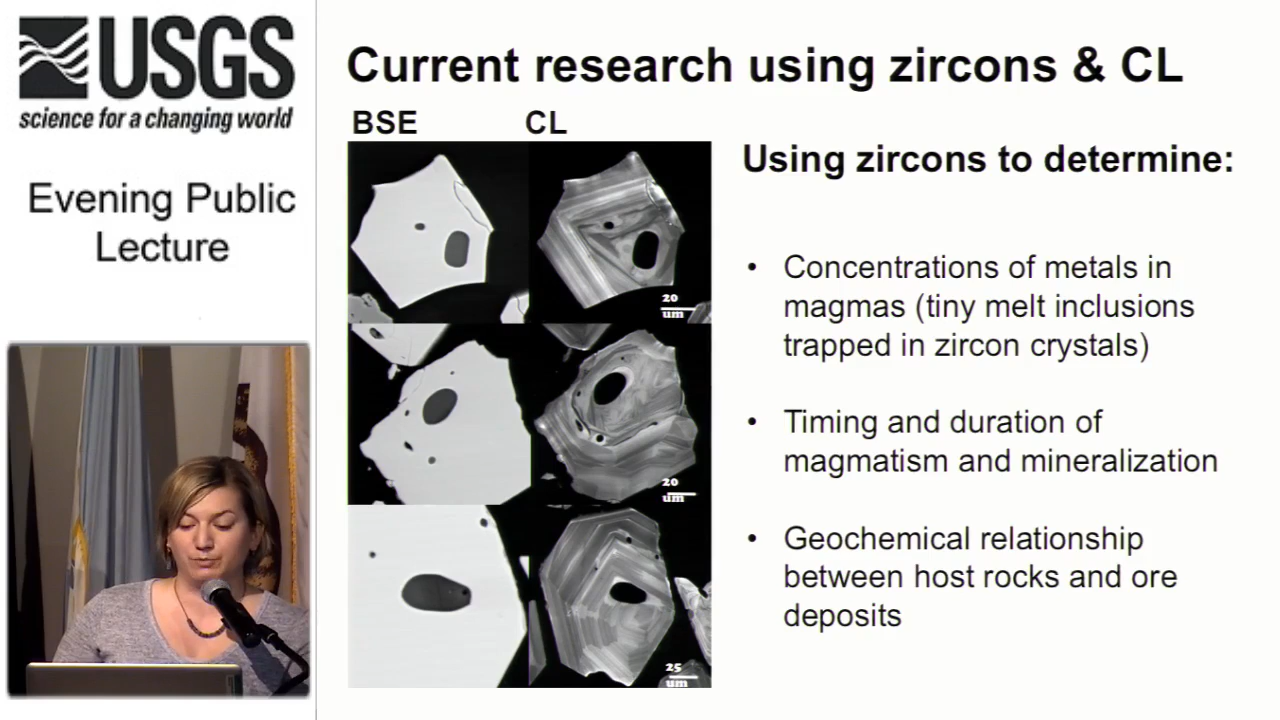 USGS
science for a changing world
Evening Public
Lecture
Current research using zircons & CL
BSE
CL
20
um
20
um
25
um
Using zircons to determine:
• Concentrations of metals in
magmas (tiny melt inclusions
trapped in zircon crystals)
• Timing and duration of
magmatism and mineralization
• Geochemical relationship
between host rocks and ore
deposits